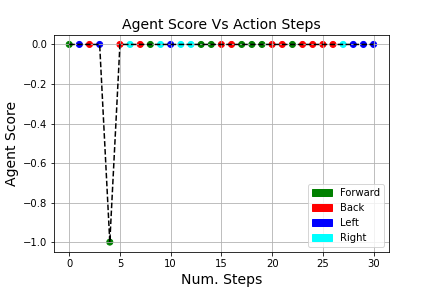 Agent Score Vs Action Steps
Agent Score
0.0
−0.2
−0.4
−0.6
−0.8
−1.0
0
5
10
15
20
25
30
Num. Steps
Forward
Back
Left
Right